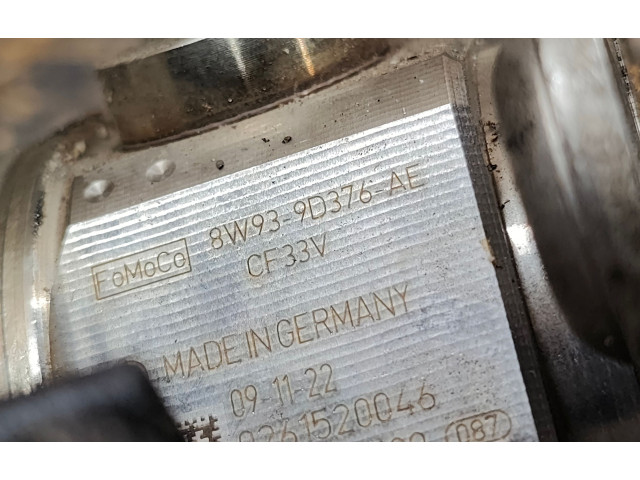 FoMoCo 8W93-9D376-AE
CF33V
MADE IN GERMANY
09-11-22
0261520046
087